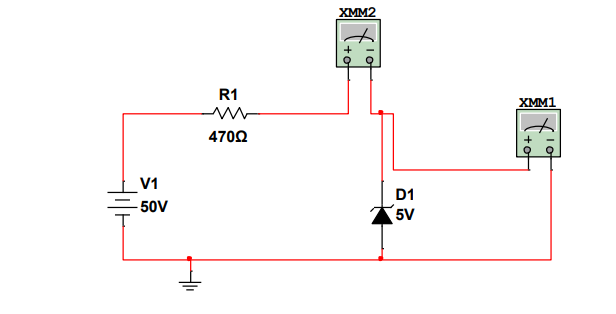 XMM2
+ -
XMM1
+ -
R1
470Ω
V1
50V
D1
5V